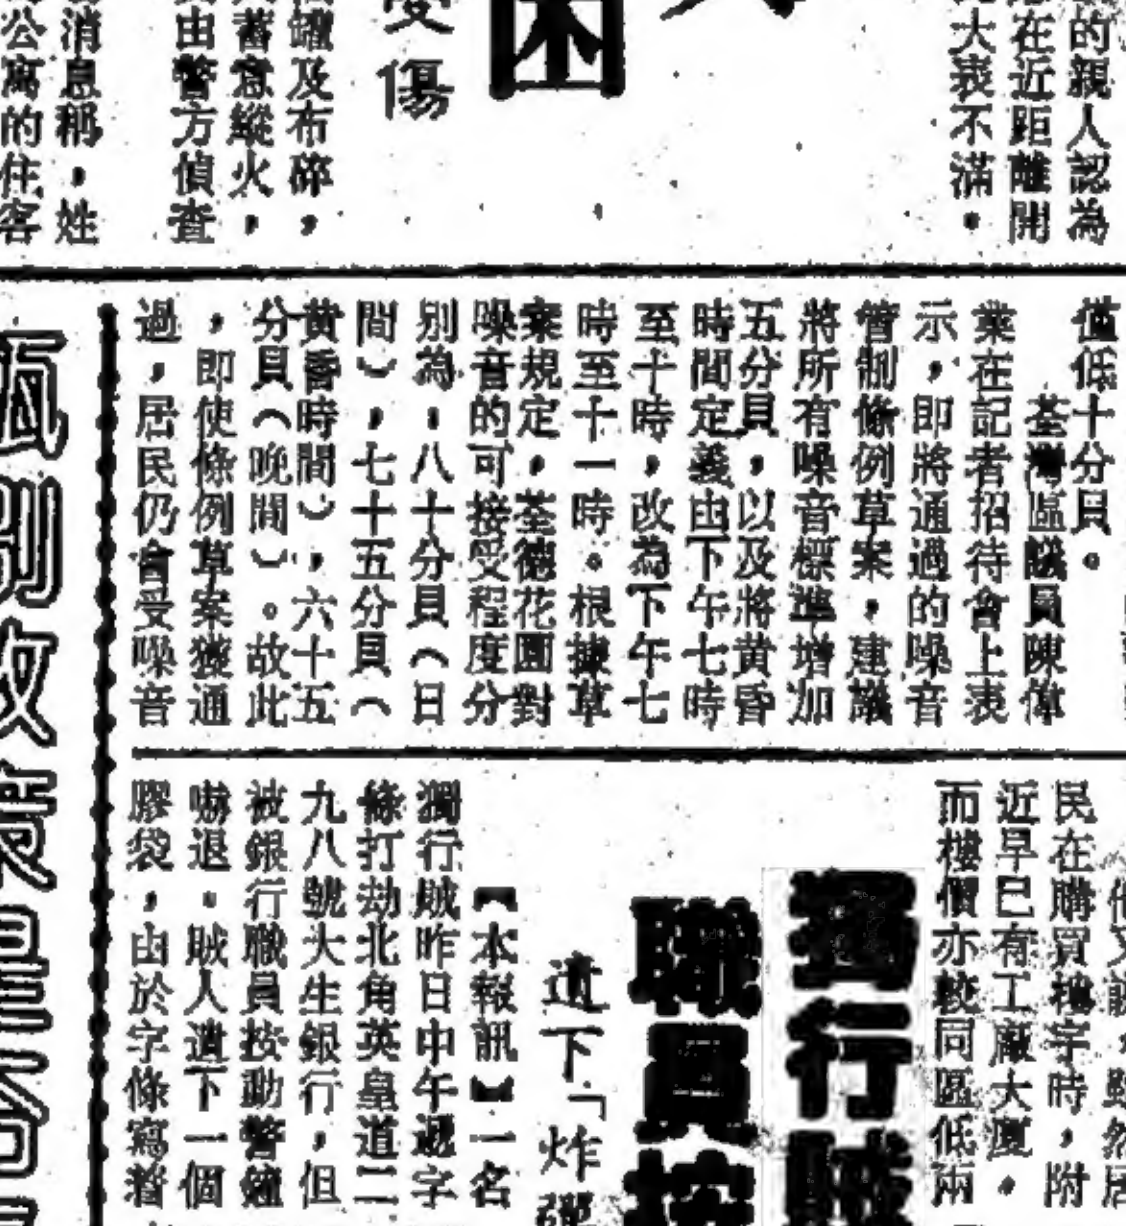 的親人認為
在近距離開
大表不滿。
困
受傷
罐及布碎，
蓄意縱火，
由警方偵查
消息稱，姓
公寓的住客
值低十分貝。
荃灣區議員陳偉
業在記者招待會上表
示，即將通過的噪音
管制條例草案，建議
將所有噪音標準增加
五分貝，以及將黃昏
時間定義由下午七時
至十時，改為下午七
時至十一時。根據草
案規定，荃德花園對
噪音的可接受程度分
別為：八十分貝（日
間），七十五分貝（
黃昏時間），六十五
分貝（晚間）。故此
，即使條例草案獲通
過，居民仍會受噪音
民在購買樓宇時，附
近早已有工廠大廈。
而樓價亦較同區低兩
獨行賊
職員按
遺下「炸彈
【本報訊】一名
獨行賊昨日中午遞字
條打劫北角英皇道二
九八號大生銀行，但
被銀行職員按動警鐘
嚇退。賊人遺下一個
膠袋，由於字條寫着
別政策是否